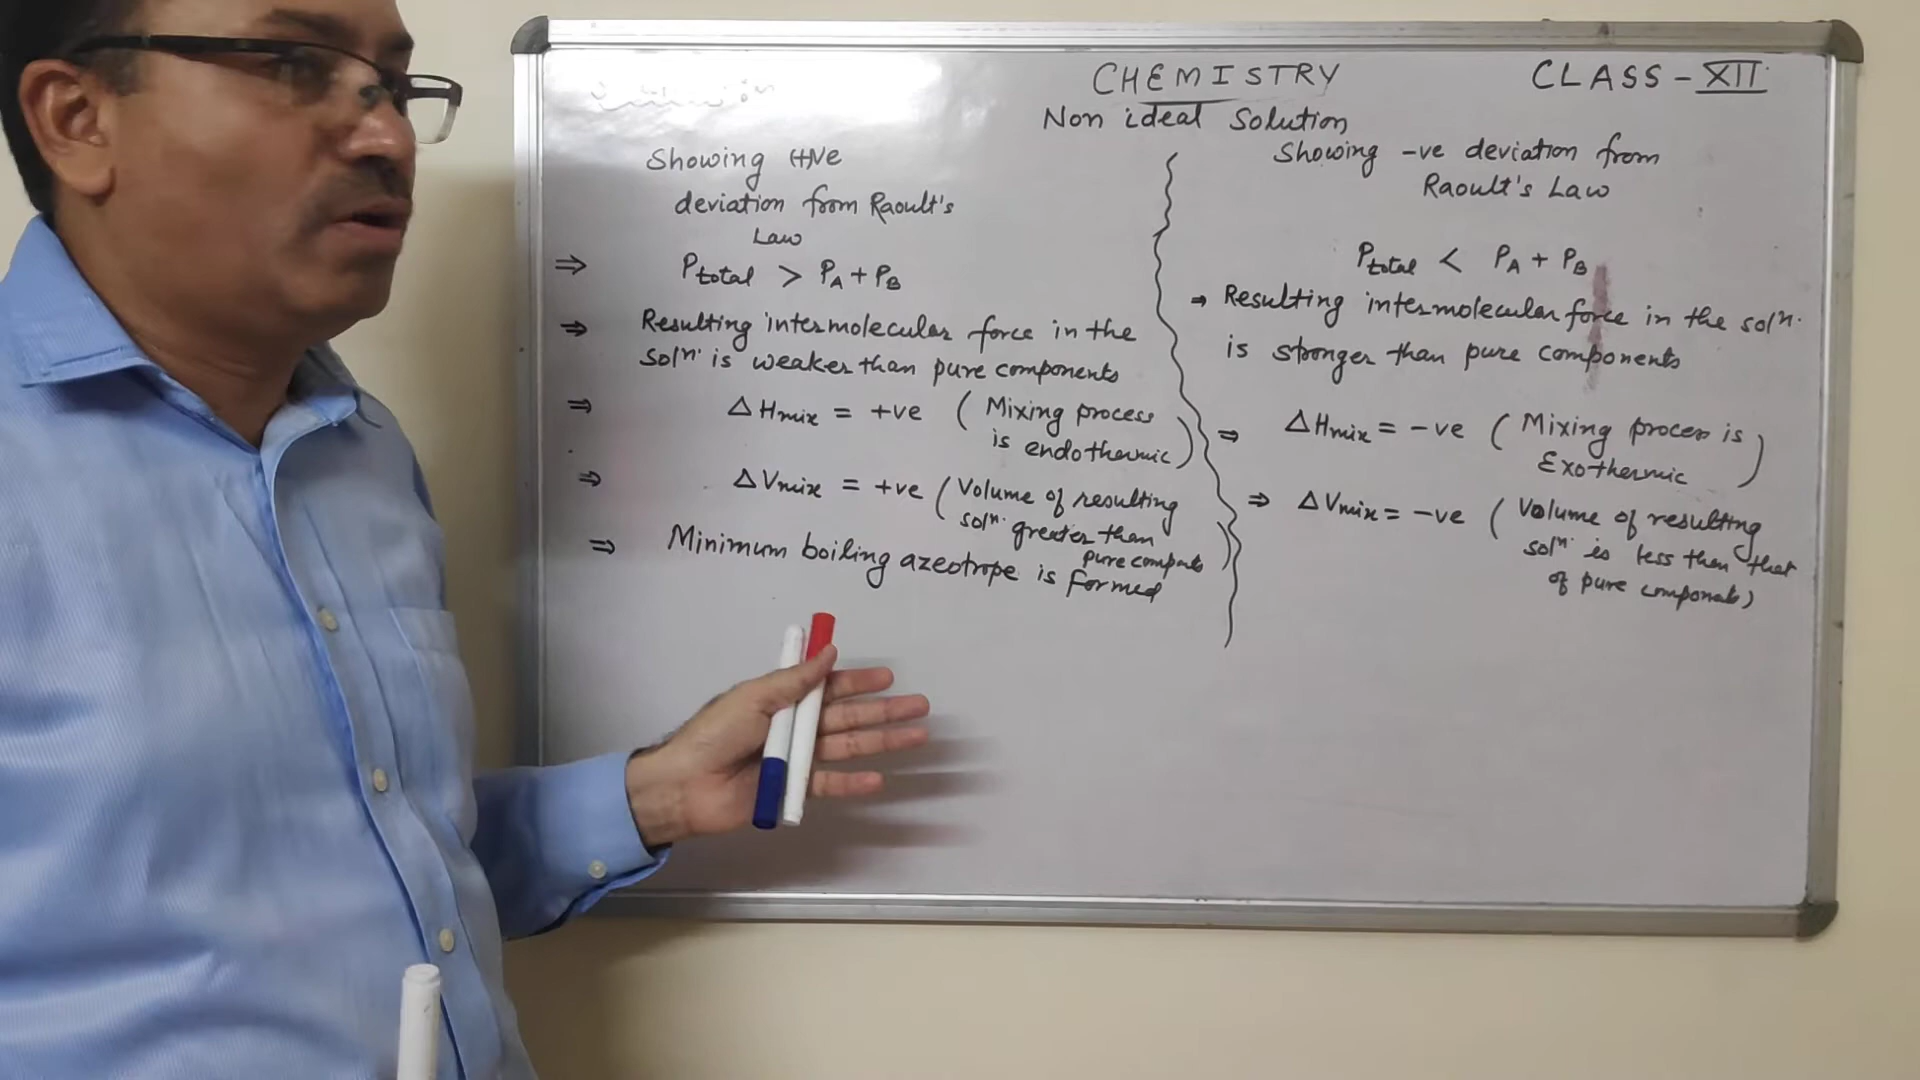 CHEMISTRY
CLASS - XII
Non ideal Solution
Showing +Ve
deviation from Raoult's
Law
⇒ Ptotal > PA + PB
⇒ Resulting intermolecular force in the
solⁿ. is weaker than pure components
⇒ ΔHmix = +ve ( Mixing process
is endothermic )
⇒ ΔVmix = +ve ( Volume of resulting
solⁿ. greater than
pure compnts )
⇒ Minimum boiling azeotrope is formed
Showing -ve deviation from
Raoult's Law
Ptotal < PA + PB
→ Resulting intermolecular force in the solⁿ.
is stronger than pure components
⇒ ΔHmix = -ve ( Mixing process is
Exothermic )
⇒ ΔVmix = -ve ( Volume of resulting
solⁿ. is less than that
of pure componats )